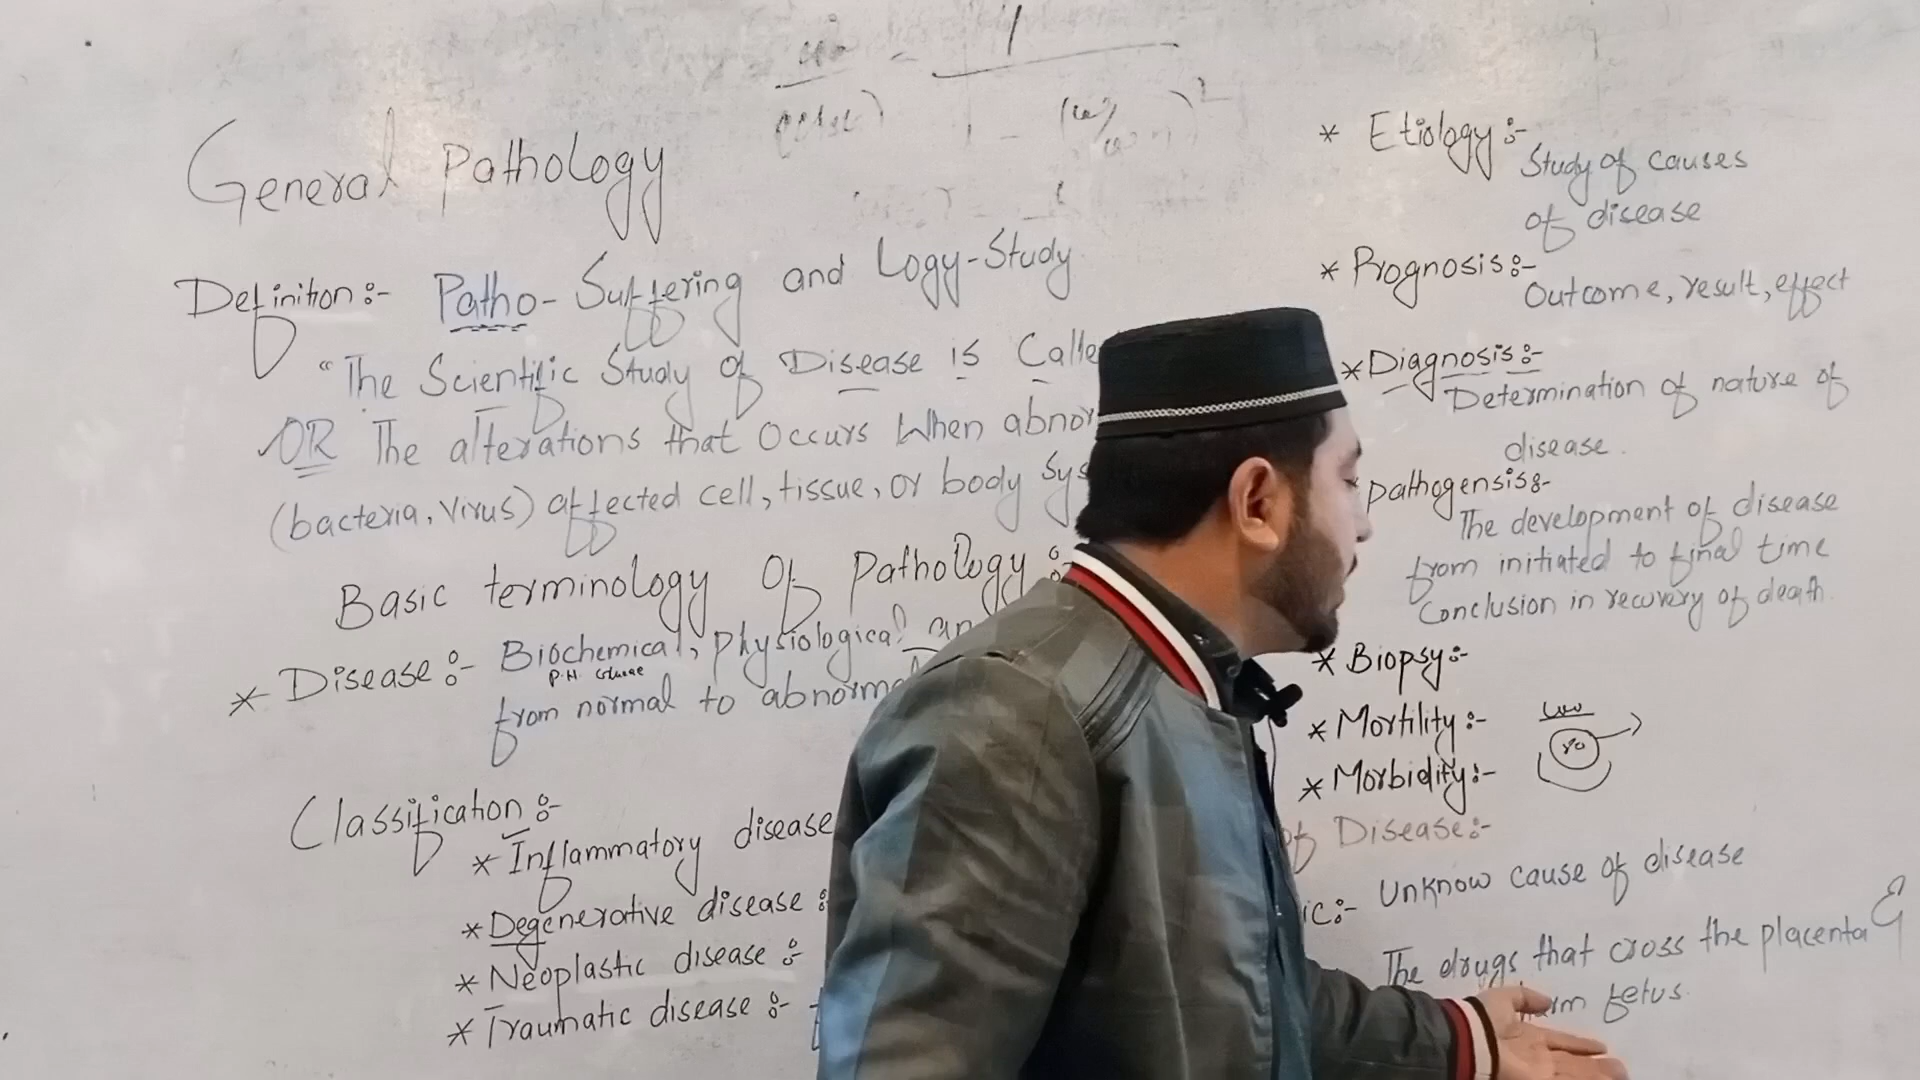 General Pathology
Definition:- Patho- Suffering and Logy-Study
"The Scientific Study of Disease is Calle
OR The alterations that Occurs When abnor
(bacteria, Virus) affected cell, tissue, or body Sys
Basic terminology Of Pathology :-
* Disease :- Biochemical, Physiological an
P.H.
from normal to abnorma
Classification :-
* Inflammatory disease
* Degenerative disease :
* Neoplastic disease :-
* Traumatic disease :-
* Etiology :-
Study of causes
of disease
* Prognosis :-
Outcome, result, effect
* Diagnosis :-
Determination of nature of
disease.
Pathogensis :-
The development of disease
from initiated to final time
Conclusion in recovery of death.
* Biopsy :-
* Mortility :-
* Morbidity :-
of Disease :-
ic :- Unknow cause of disease
The drugs that cross the placenta &
harm fetus.